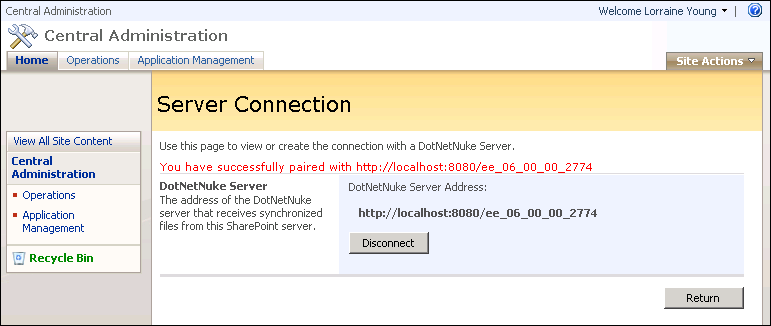 Central Administration
Welcome Lorraine Young
Central Administration
Home
Operations
Application Management
Site Actions
Server Connection
View All Site Content
Central Administration
Operations
Application Management
Recycle Bin
Use this page to view or create the connection with a DotNetNuke Server.
You have successfully paired with http://localhost:8080/ee_06_00_00_2774
DotNetNuke Server
The address of the DotNetNuke
server that receives synchronized
files from this SharePoint server.
DotNetNuke Server Address:
http://localhost:8080/ee_06_00_00_2774
Disconnect
Return